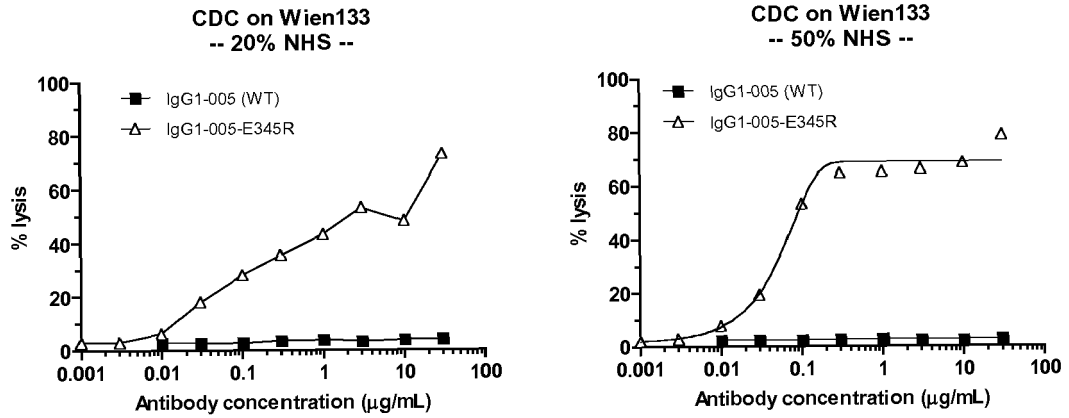 CDC on Wien133
-- 20% NHS --
IgG1-005 (WT)
IgG1-005-E345R
100
80
60
40
20
0
% lysis
0.001 0.01 0.1 1 10 100
Antibody concentration (µg/mL)
CDC on Wien133
-- 50% NHS --
IgG1-005 (WT)
IgG1-005-E345R
100
80
60
40
20
0
% lysis
0.001 0.01 0.1 1 10 100
Antibody concentration (µg/mL)